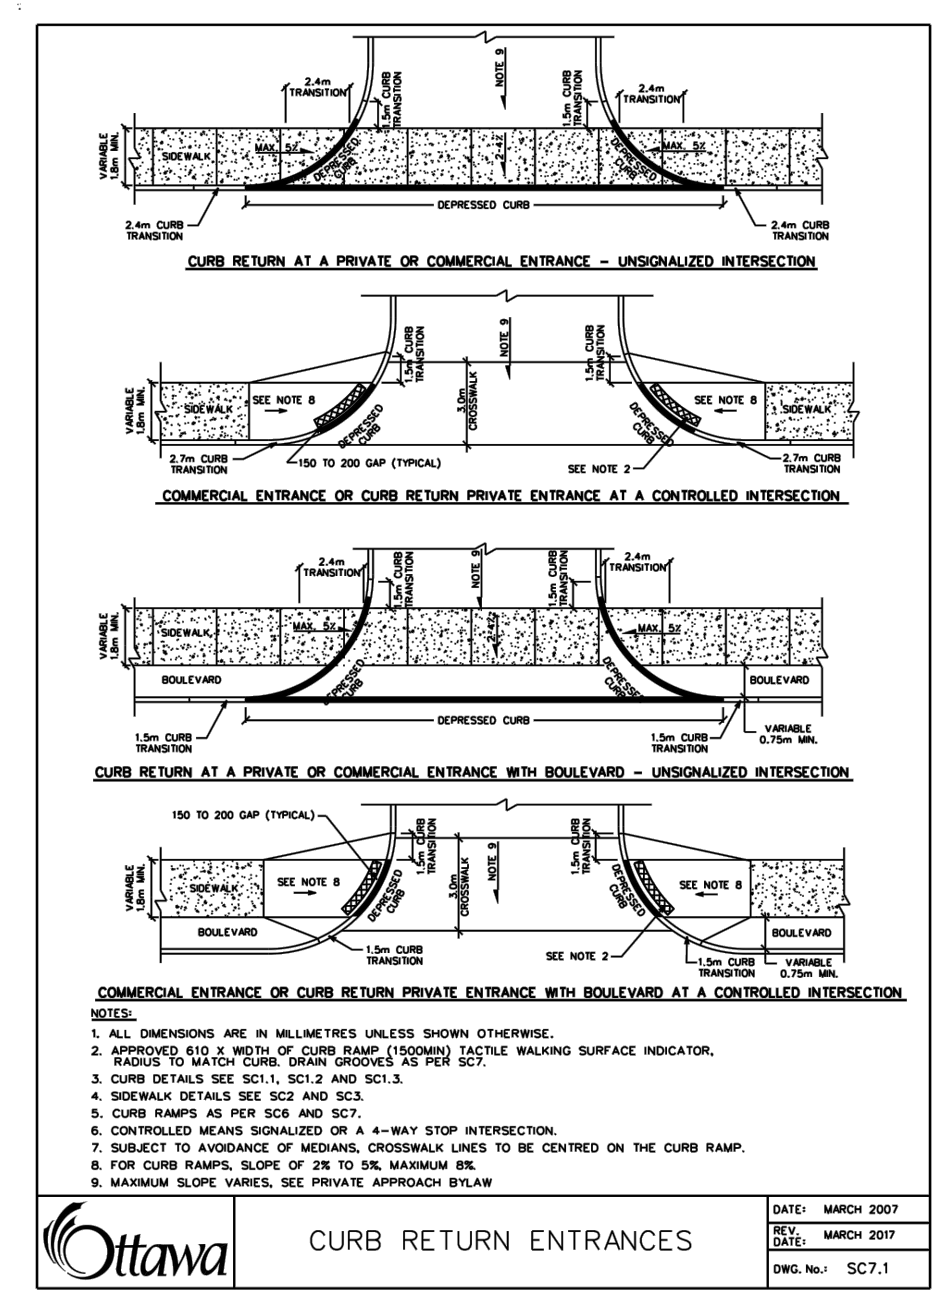 2.4m
TRANSITION
1.5m CURB
TRANSITION
NOTE 9
1.5m CURB
TRANSITION
2.4m
TRANSITION
VARIABLE
1.8m MIN.
SIDEWALK
MAX. 5%
DEPRESSED
CURB
2-4%
DEPRESSED
CURB
MAX. 5%
DEPRESSED CURB
2.4m CURB
TRANSITION
2.4m CURB
TRANSITION
CURB RETURN AT A PRIVATE OR COMMERCIAL ENTRANCE - UNSIGNALIZED INTERSECTION
1.5m CURB
TRANSITION
NOTE 9
1.5m CURB
TRANSITION
VARIABLE
1.8m MIN.
SIDEWALK
SEE NOTE 8
DEPRESSED
CURB
3.0m
CROSSWALK
DEPRESSED
CURB
SEE NOTE 8
SIDEWALK
VARIABLE
1.8m MIN.
2.7m CURB
TRANSITION
150 TO 200 GAP (TYPICAL)
SEE NOTE 2
2.7m CURB
TRANSITION
COMMERCIAL ENTRANCE OR CURB RETURN PRIVATE ENTRANCE AT A CONTROLLED INTERSECTION
2.4m
TRANSITION
1.5m CURB
TRANSITION
NOTE 9
1.5m CURB
TRANSITION
2.4m
TRANSITION
VARIABLE
1.8m MIN.
SIDEWALK
MAX. 5%
2-4%
MAX. 5%
BOULEVARD
DEPRESSED
CURB
DEPRESSED
CURB
BOULEVARD
DEPRESSED CURB
1.5m CURB
TRANSITION
1.5m CURB
TRANSITION
VARIABLE
0.75m MIN.
CURB RETURN AT A PRIVATE OR COMMERCIAL ENTRANCE WITH BOULEVARD - UNSIGNALIZED INTERSECTION
150 TO 200 GAP (TYPICAL)
1.5m CURB
TRANSITION
NOTE 9
1.5m CURB
TRANSITION
VARIABLE
1.8m MIN.
SIDEWALK
SEE NOTE 8
DEPRESSED
CURB
3.0m
CROSSWALK
DEPRESSED
CURB
SEE NOTE 8
SIDEWALK
VARIABLE
1.8m MIN.
BOULEVARD
1.5m CURB
TRANSITION
SEE NOTE 2
BOULEVARD
1.5m CURB
TRANSITION
VARIABLE
0.75m MIN.
COMMERCIAL ENTRANCE OR CURB RETURN PRIVATE ENTRANCE WITH BOULEVARD AT A CONTROLLED INTERSECTION
NOTES:
1. ALL DIMENSIONS ARE IN MILLIMETRES UNLESS SHOWN OTHERWISE.
2. APPROVED 610 X WIDTH OF CURB RAMP (1500MIN) TACTILE WALKING SURFACE INDICATOR,
RADIUS TO MATCH CURB. DRAIN GROOVES AS PER SC7.
3. CURB DETAILS SEE SC1.1, SC1.2 AND SC1.3.
4. SIDEWALK DETAILS SEE SC2 AND SC3.
5. CURB RAMPS AS PER SC6 AND SC7.
6. CONTROLLED MEANS SIGNALIZED OR A 4-WAY STOP INTERSECTION.
7. SUBJECT TO AVOIDANCE OF MEDIANS, CROSSWALK LINES TO BE CENTRED ON THE CURB RAMP.
8. FOR CURB RAMPS, SLOPE OF 2% TO 5%, MAXIMUM 8%.
9. MAXIMUM SLOPE VARIES, SEE PRIVATE APPROACH BYLAW
Ottawa
CURB RETURN ENTRANCES
DATE: MARCH 2007
REV. DATE: MARCH 2017
DWG. No.: SC7.1